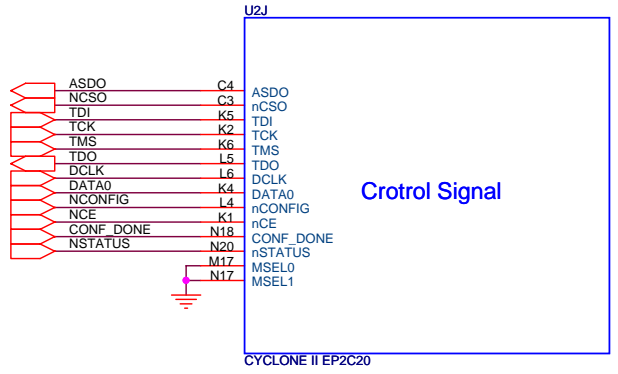 U2J
ASDO C4 ASDO
NCSO C3 nCSO
TDI K5 TDI
TCK K2 TCK
TMS K6 TMS
TDO L5 TDO
DCLK L6 DCLK
DATA0 K4 DATA0
NCONFIG L4 nCONFIG
NCE K1 nCE
CONF_DONE N18 CONF_DONE
NSTATUS N20 nSTATUS
M17 MSEL0
N17 MSEL1
Crotrol Signal
CYCLONE II EP2C20